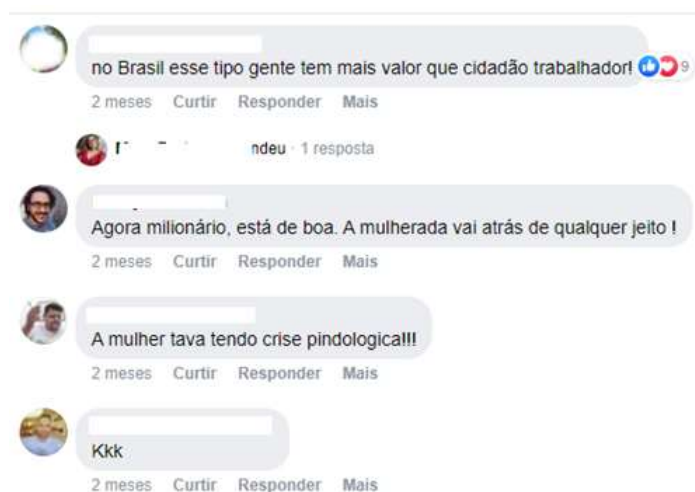 no Brasil esse tipo gente tem mais valor que cidadão trabalhador! 9
2 meses Curtir Responder Mais
ndeu · 1 resposta
Agora milionário, está de boa. A mulherada vai atrás de qualquer jeito !
2 meses Curtir Responder Mais
A mulher tava tendo crise pindologica!!!
2 meses Curtir Responder Mais
Kkk
2 meses Curtir Responder Mais